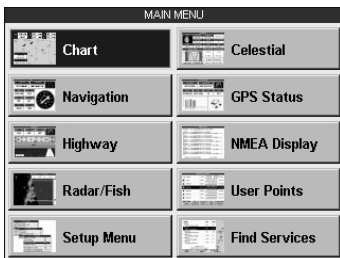 MAIN MENU
Chart
Celestial
Navigation
GPS Status
Highway
NMEA Display
Radar/Fish
User Points
Setup Menu
Find Services